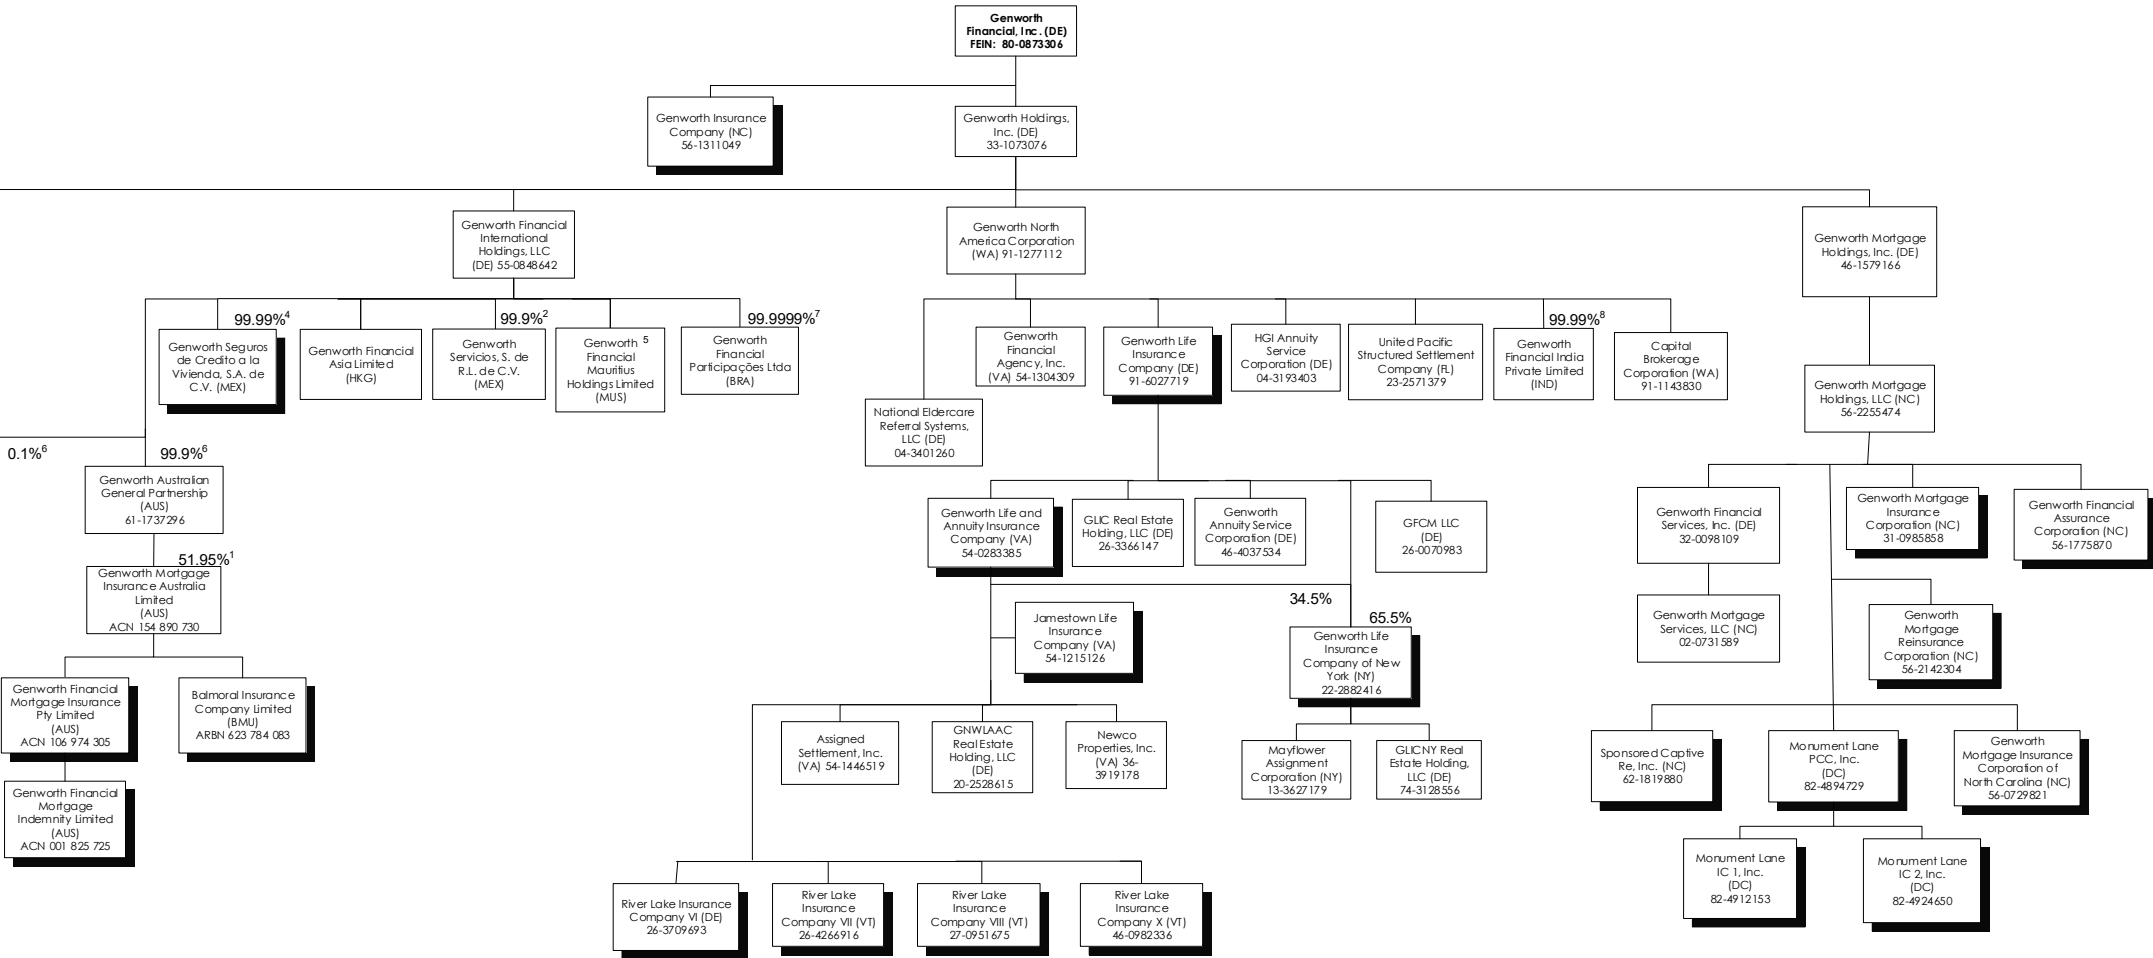 Genworth
Financial, Inc. (DE)
FEIN: 80-0873306
Genworth Insurance
Company (NC)
56-1311049
Genworth Holdings,
Inc. (DE)
33-1073076
Genworth Financial
International
Holdings, LLC
(DE) 55-0848642
Genworth North
America Corporation
(WA) 91-1277112
Genworth Mortgage
Holdings, Inc. (DE)
46-1579166
99.99%4
Genworth Seguros
de Credito a la
Vivienda, S.A. de
C.V. (MEX)
Genworth Financial
Asia Limited
(HKG)
99.9%2
Genworth
Servicios, S. de
R.L. de C.V.
(MEX)
Genworth 5
Financial
Mauritius
Holdings Limited
(MUS)
99.9999%7
Genworth
Financial
Participações Ltda
(BRA)
Genworth
Financial
Agency, Inc.
(VA) 54-1304309
Genworth Life
Insurance
Company (DE)
91-6027719
HGI Annuity
Service
Corporation (DE)
04-3193403
United Pacific
Structured Settlement
Company (FL)
23-2571379
99.99%8
Genworth
Financial India
Private Limited
(IND)
Capital
Brokerage
Corporation (WA)
91-1143830
Genworth Mortgage
Holdings, LLC (NC)
56-2255474
National Eldercare
Referral Systems,
LLC (DE)
04-3401260
0.1%6
99.9%6
Genworth Australian
General Partnership
(AUS)
61-1737296
51.95%1
Genworth Mortgage
Insurance Australia
Limited
(AUS)
ACN 154 890 730
Genworth Financial
Mortgage Insurance
Pty Limited
(AUS)
ACN 106 974 305
Balmoral Insurance
Company Limited
(BMU)
ARBN 623 784 083
Genworth Financial
Mortgage
Indemnity Limited
(AUS)
ACN 001 825 725
Genworth Life and
Annuity Insurance
Company (VA)
54-0283385
GLIC Real Estate
Holding, LLC (DE)
26-3366147
Genworth
Annuity Service
Corporation (DE)
46-4037534
GFCM LLC
(DE)
26-0070983
34.5%
65.5%
Jamestown Life
Insurance
Company (VA)
54-1215126
Genworth Life
Insurance
Company of New
York (NY)
22-2882416
Assigned
Settlement, Inc.
(VA) 54-1446519
GNWLAAC
Real Estate
Holding, LLC
(DE)
20-2528615
Newco
Properties, Inc.
(VA) 36-
3919178
Mayflower
Assignment
Corporation (NY)
13-3627179
GLICNY Real
Estate Holding,
LLC (DE)
74-3128556
River Lake Insurance
Company VI (DE)
26-3709693
River Lake
Insurance
Company VII (VT)
26-4266916
River Lake
Insurance
Company VIII (VT)
27-0951675
River Lake
Insurance
Company X (VT)
46-0982336
Genworth Financial
Services, Inc. (DE)
32-0098109
Genworth Mortgage
Insurance
Corporation (NC)
31-0985858
Genworth Financial
Assurance
Corporation (NC)
56-1775870
Genworth Mortgage
Services, LLC (NC)
02-0731589
Genworth
Mortgage
Reinsurance
Corporation (NC)
56-2142304
Sponsored Captive
Re, Inc. (NC)
62-1819880
Monument Lane
PCC, Inc.
(DC)
82-4894729
Genworth
Mortgage Insurance
Corporation of
North Carolina (NC)
56-0729821
Monument Lane
IC 1, Inc.
(DC)
82-4912153
Monument Lane
IC 2, Inc.
(DC)
82-4924650